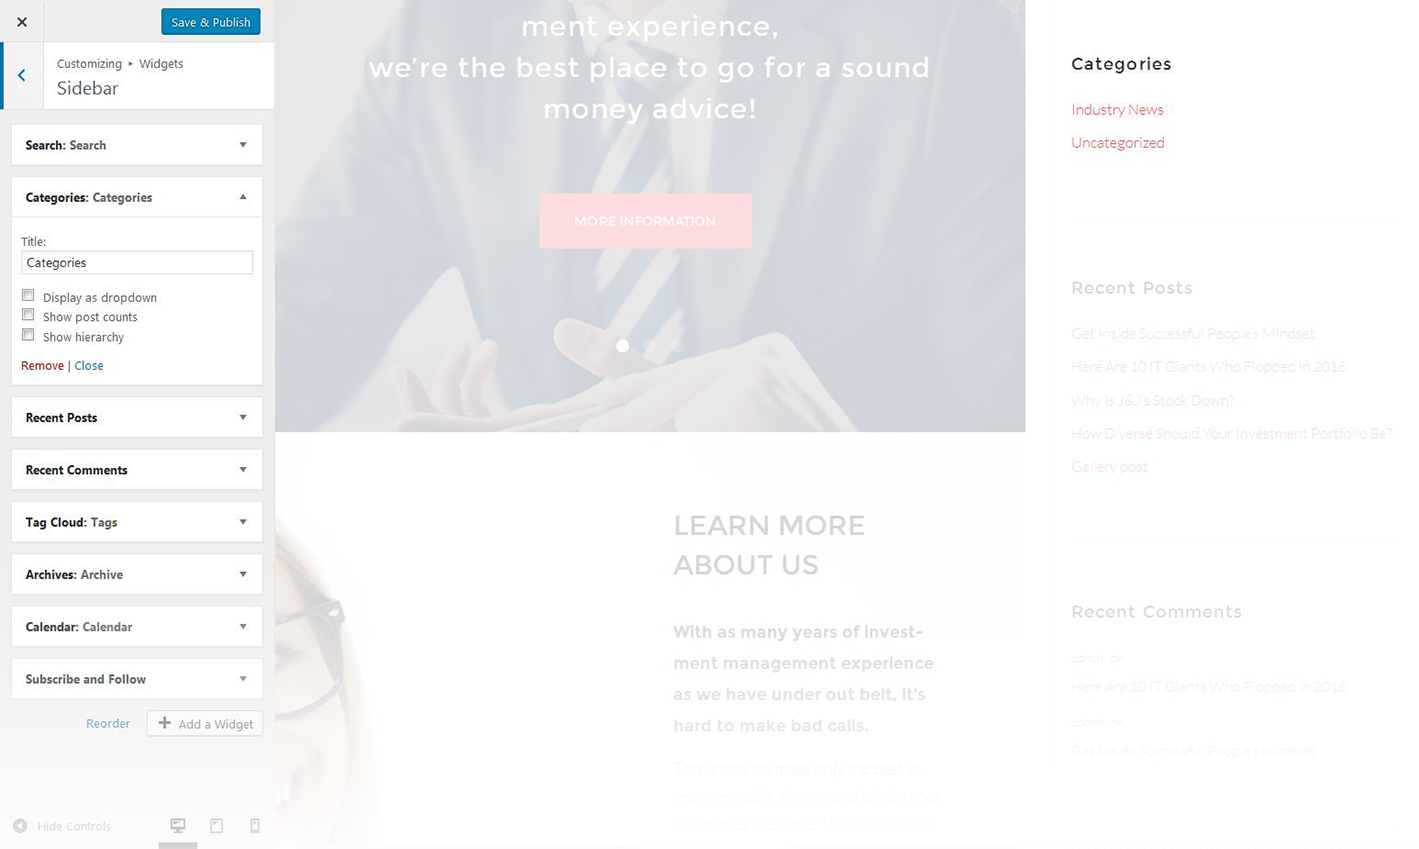 Save & Publish
Customizing ▸ Widgets
Sidebar
Search: Search
Categories: Categories
Title:
Categories
Display as dropdown
Show post counts
Show hierarchy
Remove | Close
Recent Posts
Recent Comments
Tag Cloud: Tags
Archives: Archive
Calendar: Calendar
Subscribe and Follow
Reorder
Add a Widget
Hide Controls
ment experience,
we're the best place to go for a sound
money advice!
MORE INFORMATION
LEARN MORE
ABOUT US
With as many years of invest-
ment management experience
as we have under out belt, it's
hard to make bad calls.
This is why we make only the best in-
vestment calls, always, and advise your
companies the same. With the help of
Categories
Industry News
Uncategorized
Recent Posts
Get Inside Successful People's Mindset
Here Are 10 IT Giants Who Flopped in 2016
Why Is J&J's Stock Down?
How Diverse Should Your Investment Portfolio Be?
Gallery post
Recent Comments
admin on
Here Are 10 IT Giants Who Flopped in 2016
admin on
Get Inside Successful People's Mindset